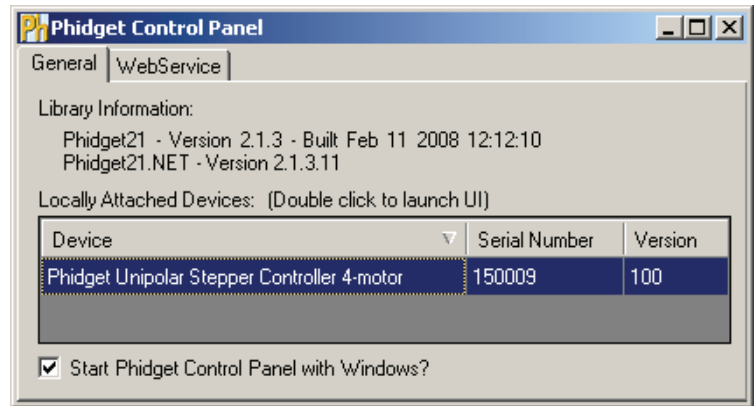 Ph Phidget Control Panel
General WebService
Library Information:
Phidget21 - Version 2.1.3 - Built Feb 11 2008 12:12:10
Phidget21.NET - Version 2.1.3.11
Locally Attached Devices: (Double click to launch UI)
Device Serial Number Version
Phidget Unipolar Stepper Controller 4-motor 150009 100
Start Phidget Control Panel with Windows?